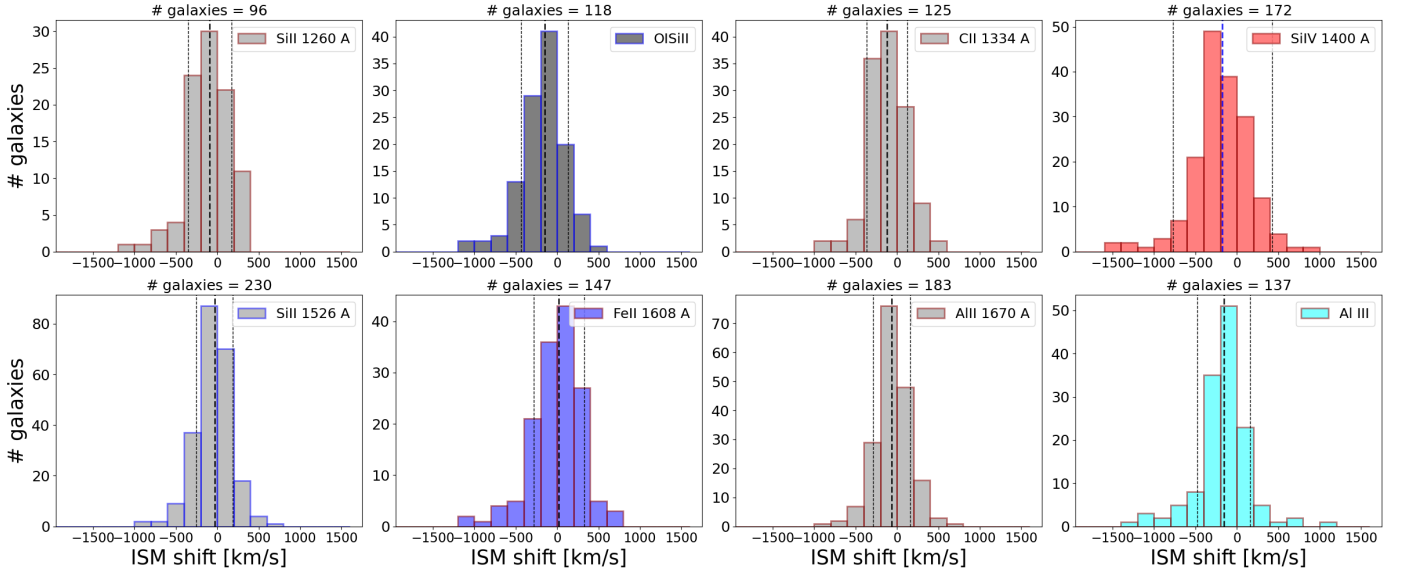 # galaxies = 96
# galaxies = 118
# galaxies = 125
# galaxies = 172
SiII 1260 A
OISiII
CII 1334 A
SiIV 1400 A
# galaxies
30
25
20
15
10
5
0
40
35
30
25
20
15
10
5
0
40
35
30
25
20
15
10
5
0
50
40
30
20
10
0
−1500 −1000 −500 0 500 1000 1500
−1500 −1000 −500 0 500 1000 1500
−1500 −1000 −500 0 500 1000 1500
−1500 −1000 −500 0 500 1000 1500
# galaxies = 230
# galaxies = 147
# galaxies = 183
# galaxies = 137
SiII 1526 A
FeII 1608 A
AlII 1670 A
Al III
# galaxies
80
60
40
20
0
40
30
20
10
0
70
60
50
40
30
20
10
0
50
40
30
20
10
0
−1500 −1000 −500 0 500 1000 1500
−1500 −1000 −500 0 500 1000 1500
−1500 −1000 −500 0 500 1000 1500
−1500 −1000 −500 0 500 1000 1500
ISM shift [km/s]
ISM shift [km/s]
ISM shift [km/s]
ISM shift [km/s]